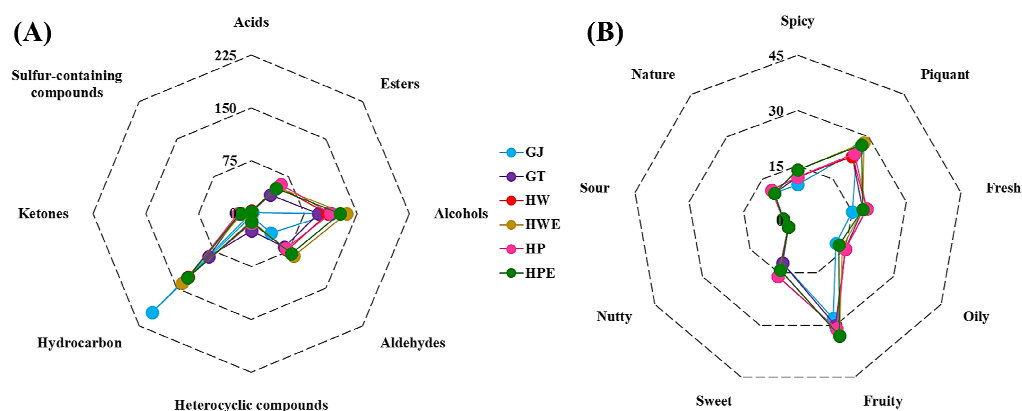 (A)
Acids
225
Sulfur-containing
compounds
Esters
150
75
0
Ketones
Alcohols
Hydrocarbon
Aldehydes
Heterocyclic compounds
GJ
GT
HW
HWE
HP
HPE
(B)
Spicy
45
Nature
Piquant
30
15
0
Sour
Fresh
Nutty
Oily
Sweet
Fruity